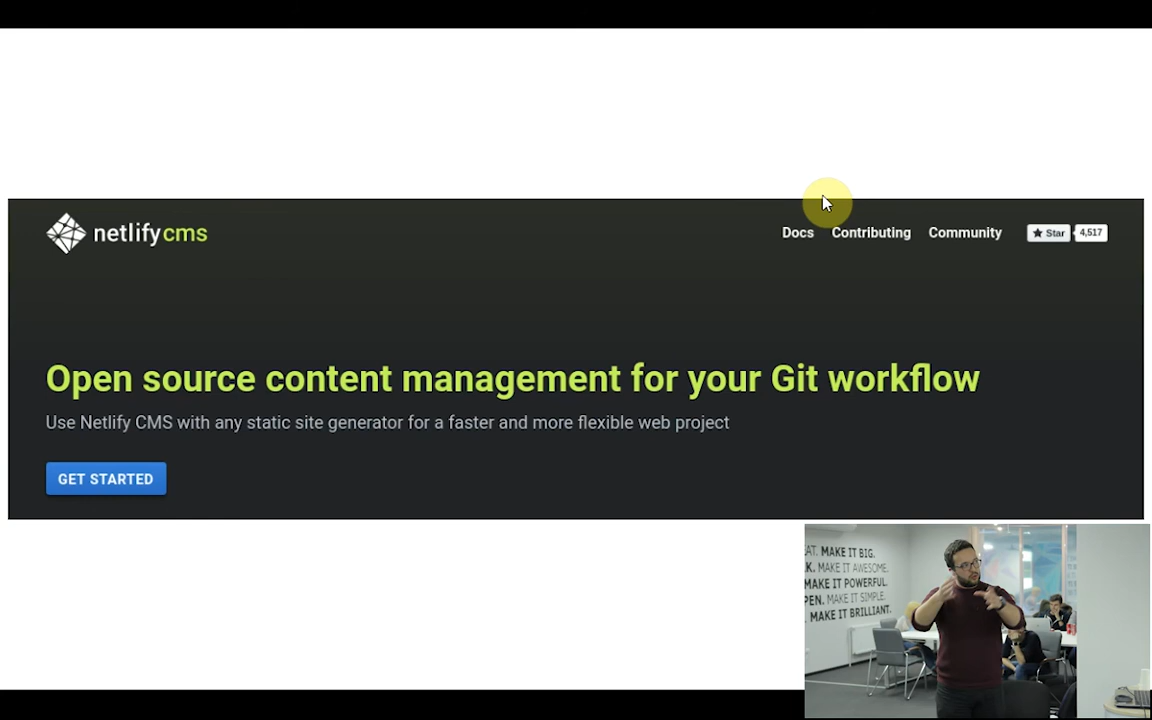 netlifycms
Docs Contributing Community Star 4,517
Open source content management for your Git workflow
Use Netlify CMS with any static site generator for a faster and more flexible web project
GET STARTED
MAKE IT BIG.
MAKE IT AWESOME.
MAKE IT POWERFUL.
MAKE IT SIMPLE.
MAKE IT BRILLIANT.